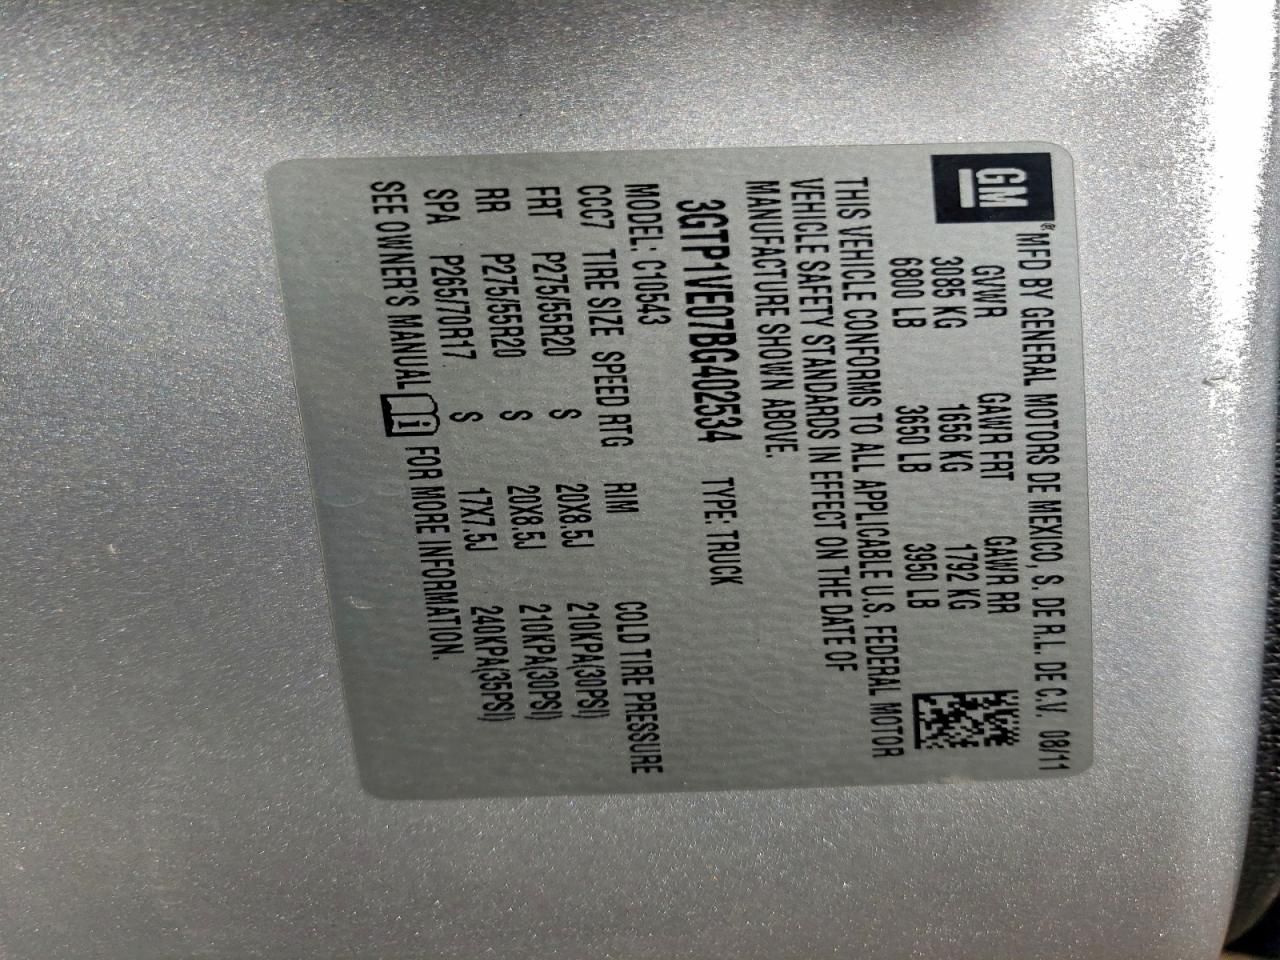 GM
®MFD BY GENERAL MOTORS DE MEXICO, S. DE R.L. DE C.V. 08/11
GVWR GAWR FRT GAWR RR
3085 KG 1656 KG 1792 KG
6800 LB 3650 LB 3950 LB
THIS VEHICLE CONFORMS TO ALL APPLICABLE U.S. FEDERAL MOTOR
VEHICLE SAFETY STANDARDS IN EFFECT ON THE DATE OF
MANUFACTURE SHOWN ABOVE.
3GTP1VE07BG402534 TYPE: TRUCK
MODEL: C10543
CCC7 TIRE SIZE SPEED RTG RIM COLD TIRE PRESSURE
FRT P275/55R20 S 20X8.5J 210KPA(30PSI)
RR P275/55R20 S 20X8.5J 210KPA(30PSI)
SPA P265/70R17 S 17X7.5J 240KPA(35PSI)
SEE OWNER'S MANUAL i FOR MORE INFORMATION.